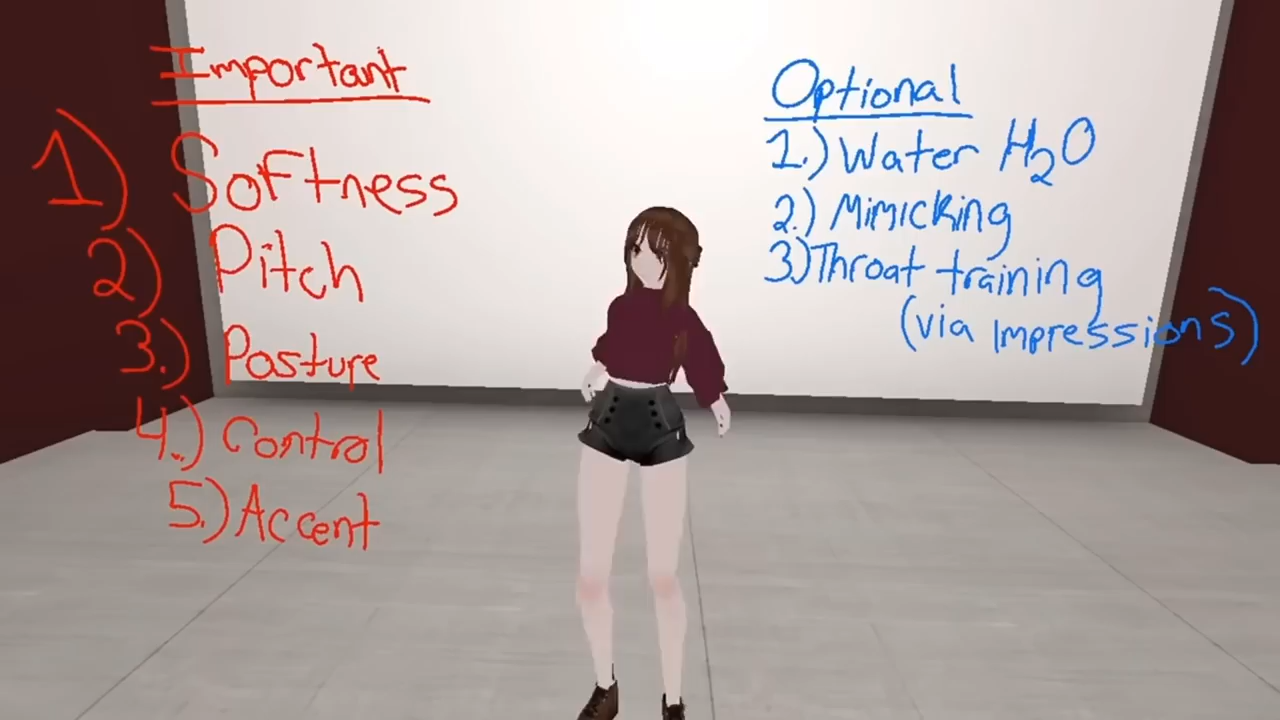 Important
1) Softness
2) Pitch
3.) Posture
4.) Control
5.) Accent
Optional
1.) Water H2O
2.) Mimicking
3) Throat training
(via Impressions)